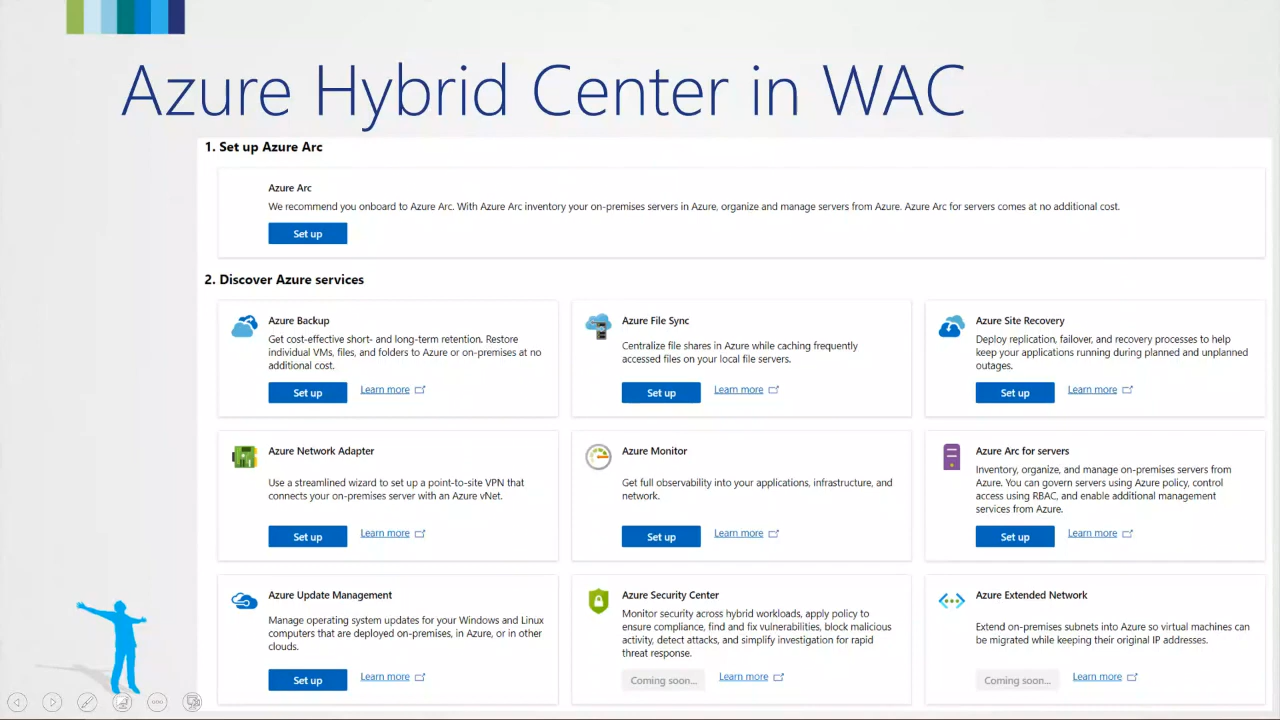 Azure Hybrid Center in WAC
1. Set up Azure Arc
Azure Arc
We recommend you onboard to Azure Arc. With Azure Arc inventory your on-premises servers in Azure, organize and manage servers from Azure. Azure Arc for servers comes at no additional cost.
Set up
2. Discover Azure services
Azure Backup
Get cost-effective short- and long-term retention. Restore
individual VMs, files, and folders to Azure or on-premises at no
additional cost.
Set up
Learn more
Azure File Sync
Centralize file shares in Azure while caching frequently
accessed files on your local file servers.
Set up
Learn more
Azure Site Recovery
Deploy replication, failover, and recovery processes to help
keep your applications running during planned and unplanned
outages.
Set up
Learn more
Azure Network Adapter
Use a streamlined wizard to set up a point-to-site VPN that
connects your on-premises server with an Azure vNet.
Set up
Learn more
Azure Monitor
Get full observability into your applications, infrastructure, and
network.
Set up
Learn more
Azure Arc for servers
Inventory, organize, and manage on-premises servers from
Azure. You can govern servers using Azure policy, control
access using RBAC, and enable additional management
services from Azure.
Set up
Learn more
Azure Update Management
Manage operating system updates for your Windows and Linux
computers that are deployed on-premises, in Azure, or in other
clouds.
Set up
Learn more
Azure Security Center
Monitor security across hybrid workloads, apply policy to
ensure compliance, find and fix vulnerabilities, block malicious
activity, detect attacks, and simplify investigation for rapid
threat response.
Coming soon...
Learn more
Azure Extended Network
Extend on-premises subnets into Azure so virtual machines can
be migrated while keeping their original IP addresses.
Coming soon...
Learn more